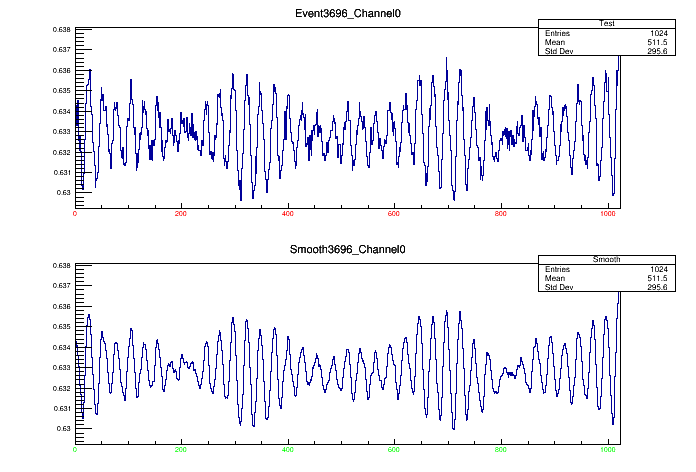 Event3696_Channel0
Test
Entries 1024
Mean 511.5
Std Dev 295.6
0.638
0.637
0.636
0.635
0.634
0.633
0.632
0.631
0.63
0 200 400 600 800 1000
Smooth3696_Channel0
Smooth
Entries 1024
Mean 511.5
Std Dev 295.6
0.638
0.637
0.636
0.635
0.634
0.633
0.632
0.631
0.63
0 200 400 600 800 1000